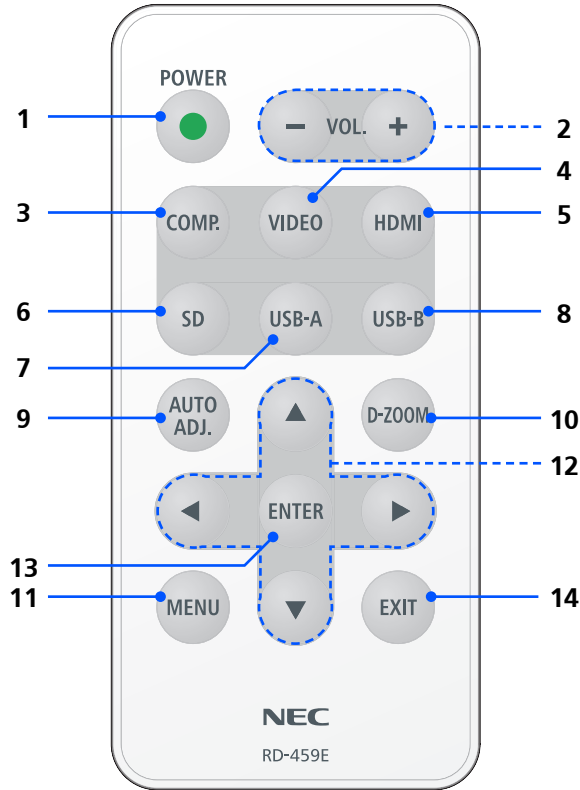 POWER
1
− VOL. +
2
4
3
COMP.
VIDEO
HDMI
5
6
SD
USB-A
USB-B
8
7
9
AUTO
ADJ.
D-ZOOM
10
12
ENTER
13
11
MENU
EXIT
14
NEC
RD-459E